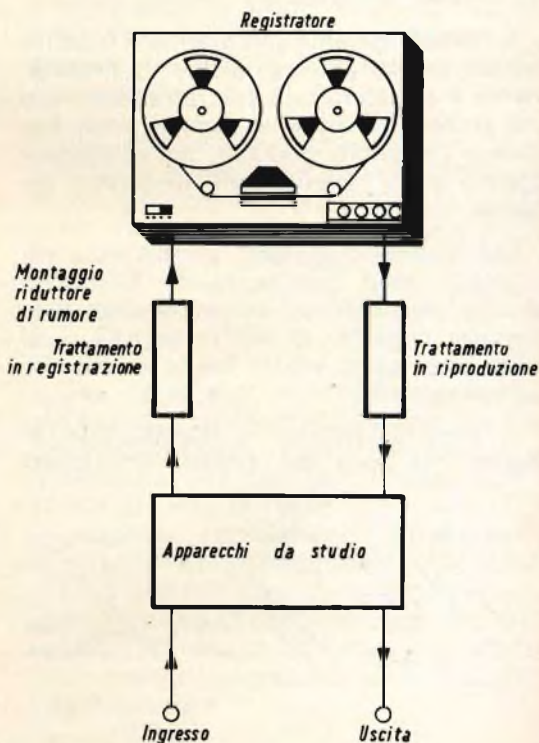 Registratore
Montaggio
riduttore
di rumore
Trattamento
in registrazione
Trattamento
in riproduzione
Apparecchi da studio
Ingresso
Uscita